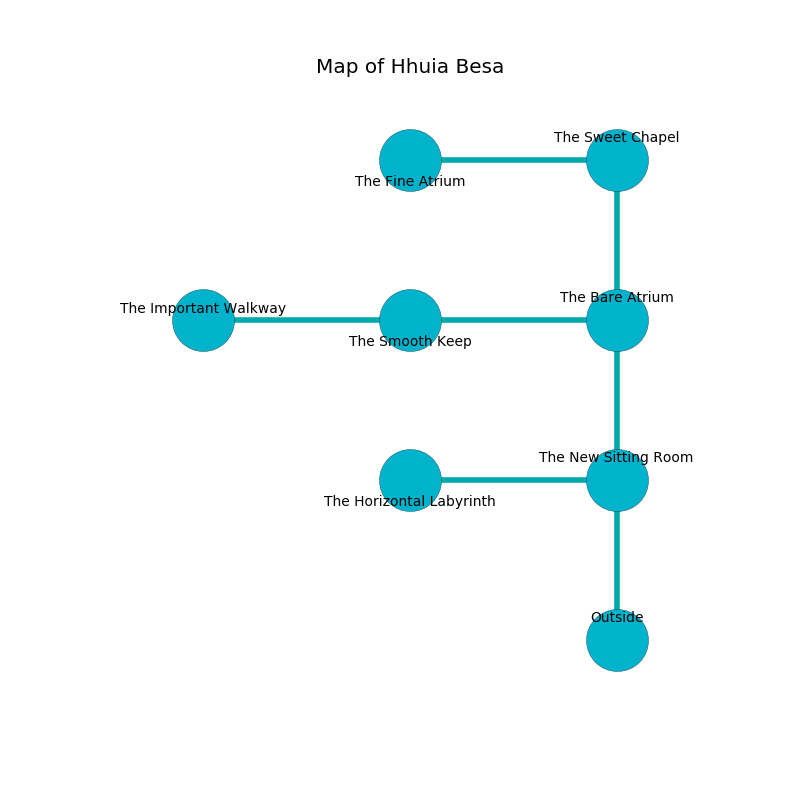 Map of Hhuia Besa
The Sweet Chapel
The Fine Atrium
The Bare Atrium
The Important Walkway
The Smooth Keep
The New Sitting Room
The Horizontal Labyrinth
Outside